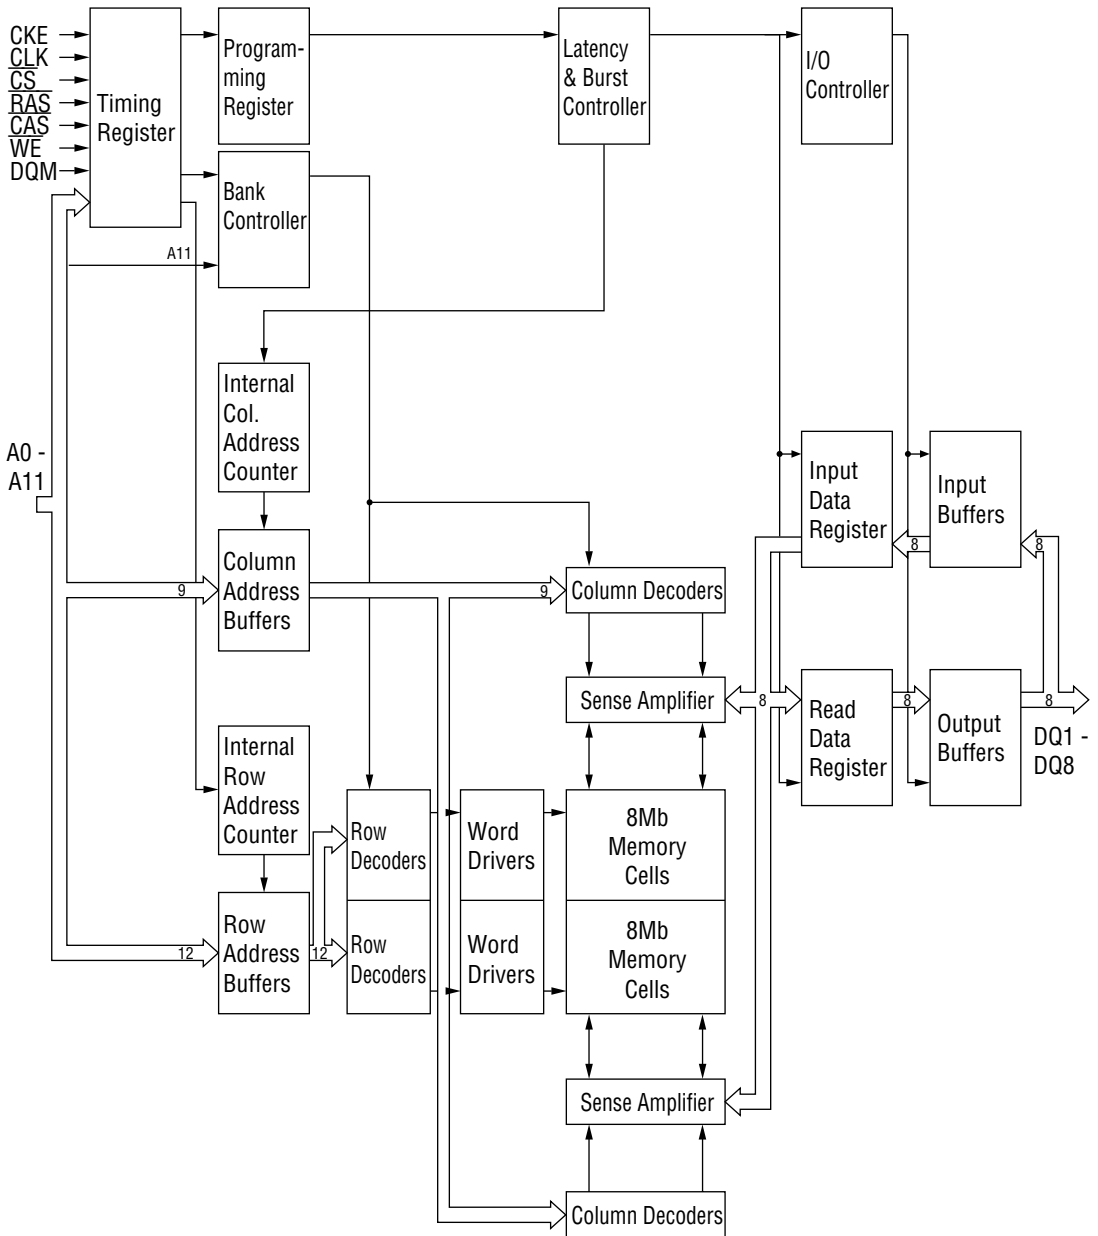 CKE
CLK
CS
RAS
CAS
WE
DQM
Timing
Register
Program-
ming
Register
Latency
& Burst
Controller
I/O
Controller
Bank
Controller
A11
Internal
Col.
Address
Counter
A0 -
A11
Input
Data
Register
Input
Buffers
8
8
Column
Address
Buffers
9
9
Column Decoders
Sense Amplifier
8
Read
Data
Register
8
Output
Buffers
8
DQ1 -
DQ8
Internal
Row
Address
Counter
Row
Decoders
Word
Drivers
8Mb
Memory
Cells
Row
Address
Buffers
12
12
Row
Decoders
Word
Drivers
8Mb
Memory
Cells
Sense Amplifier
Column Decoders